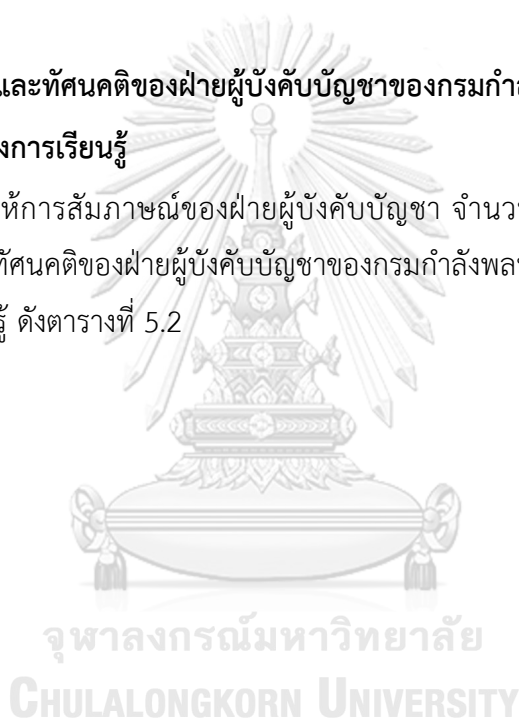 และทัศนคติของฝ่ายผู้บังคับบัญชาของกรมกำลั
งการเรียนรู้
ห้การสัมภาษณ์ของฝ่ายผู้บังคับบัญชา จำนว
ทัศนคติของฝ่ายผู้บังคับบัญชาของกรมกำลังพล
รู้ ดังตารางที่ 5.2
จุฬาลงกรณ์มหาวิทยาลัย
CHULALONGKORN UNIVERSITY